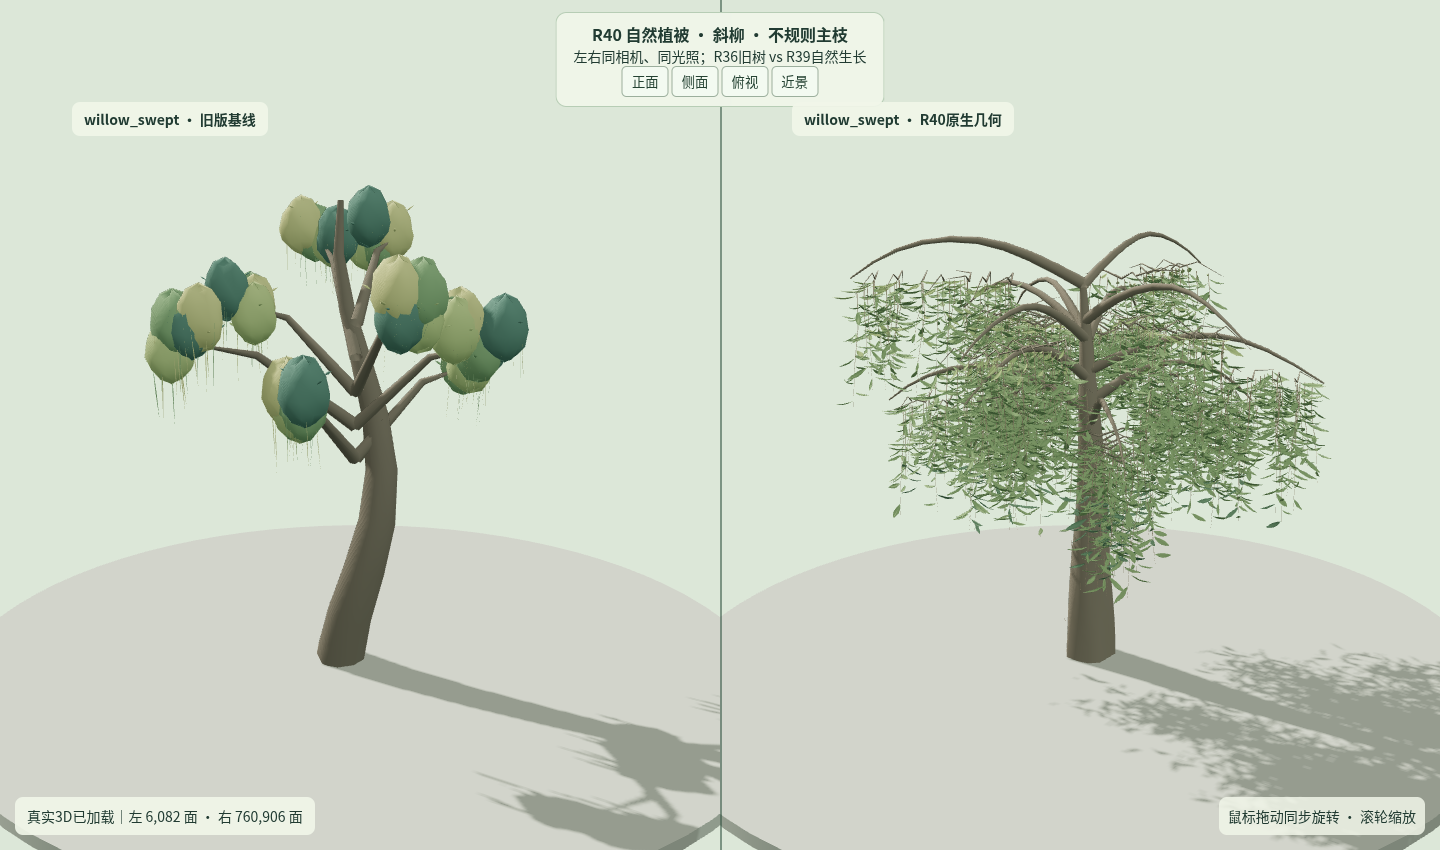 R40 自然植被 · 斜柳 · 不规则主枝
左右同相机、同光照；R36旧树 vs R39自然生长
正面 侧面 俯视 近景
willow_swept · 旧版基线
willow_swept · R40原生几何
真实3D已加载｜左 6,082 面 · 右 760,906 面
鼠标拖动同步旋转 · 滚轮缩放